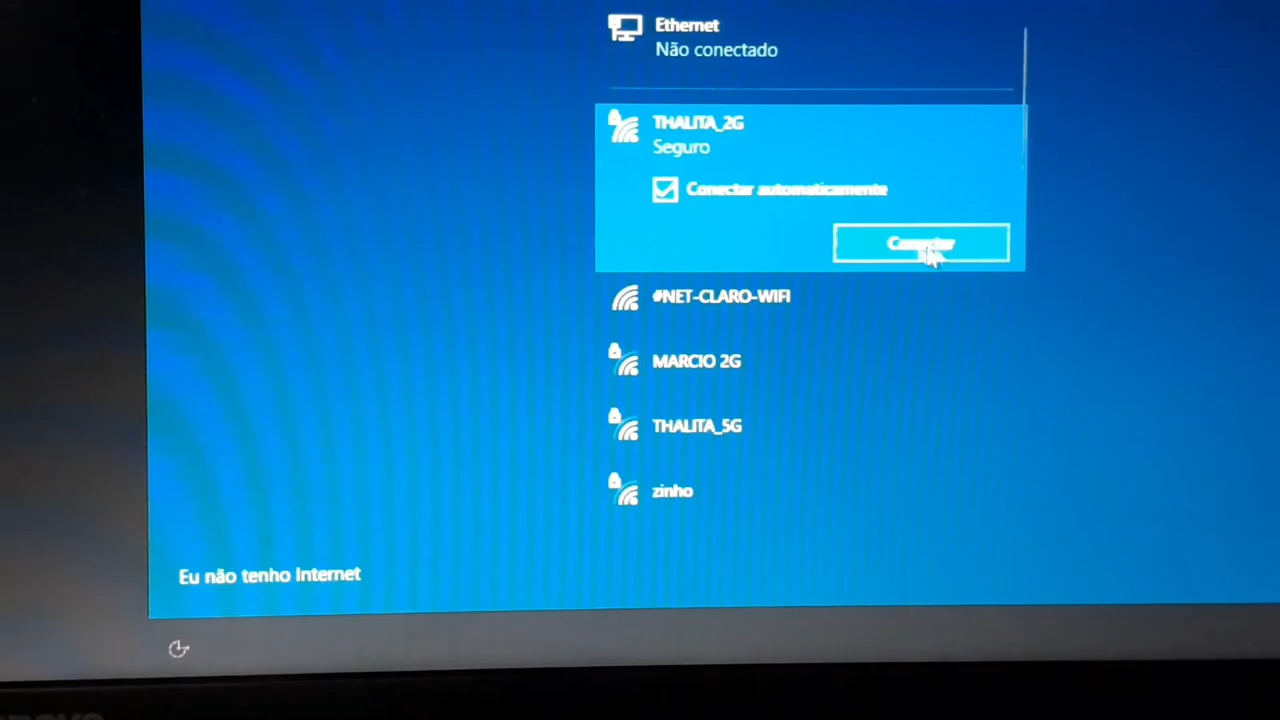 Ethernet
Não conectado
THALITA_2G
Seguro
Conectar automaticamente
Conectar
#NET-CLARO-WIFI
MARCIO 2G
THALITA_5G
zinho
Eu não tenho Internet